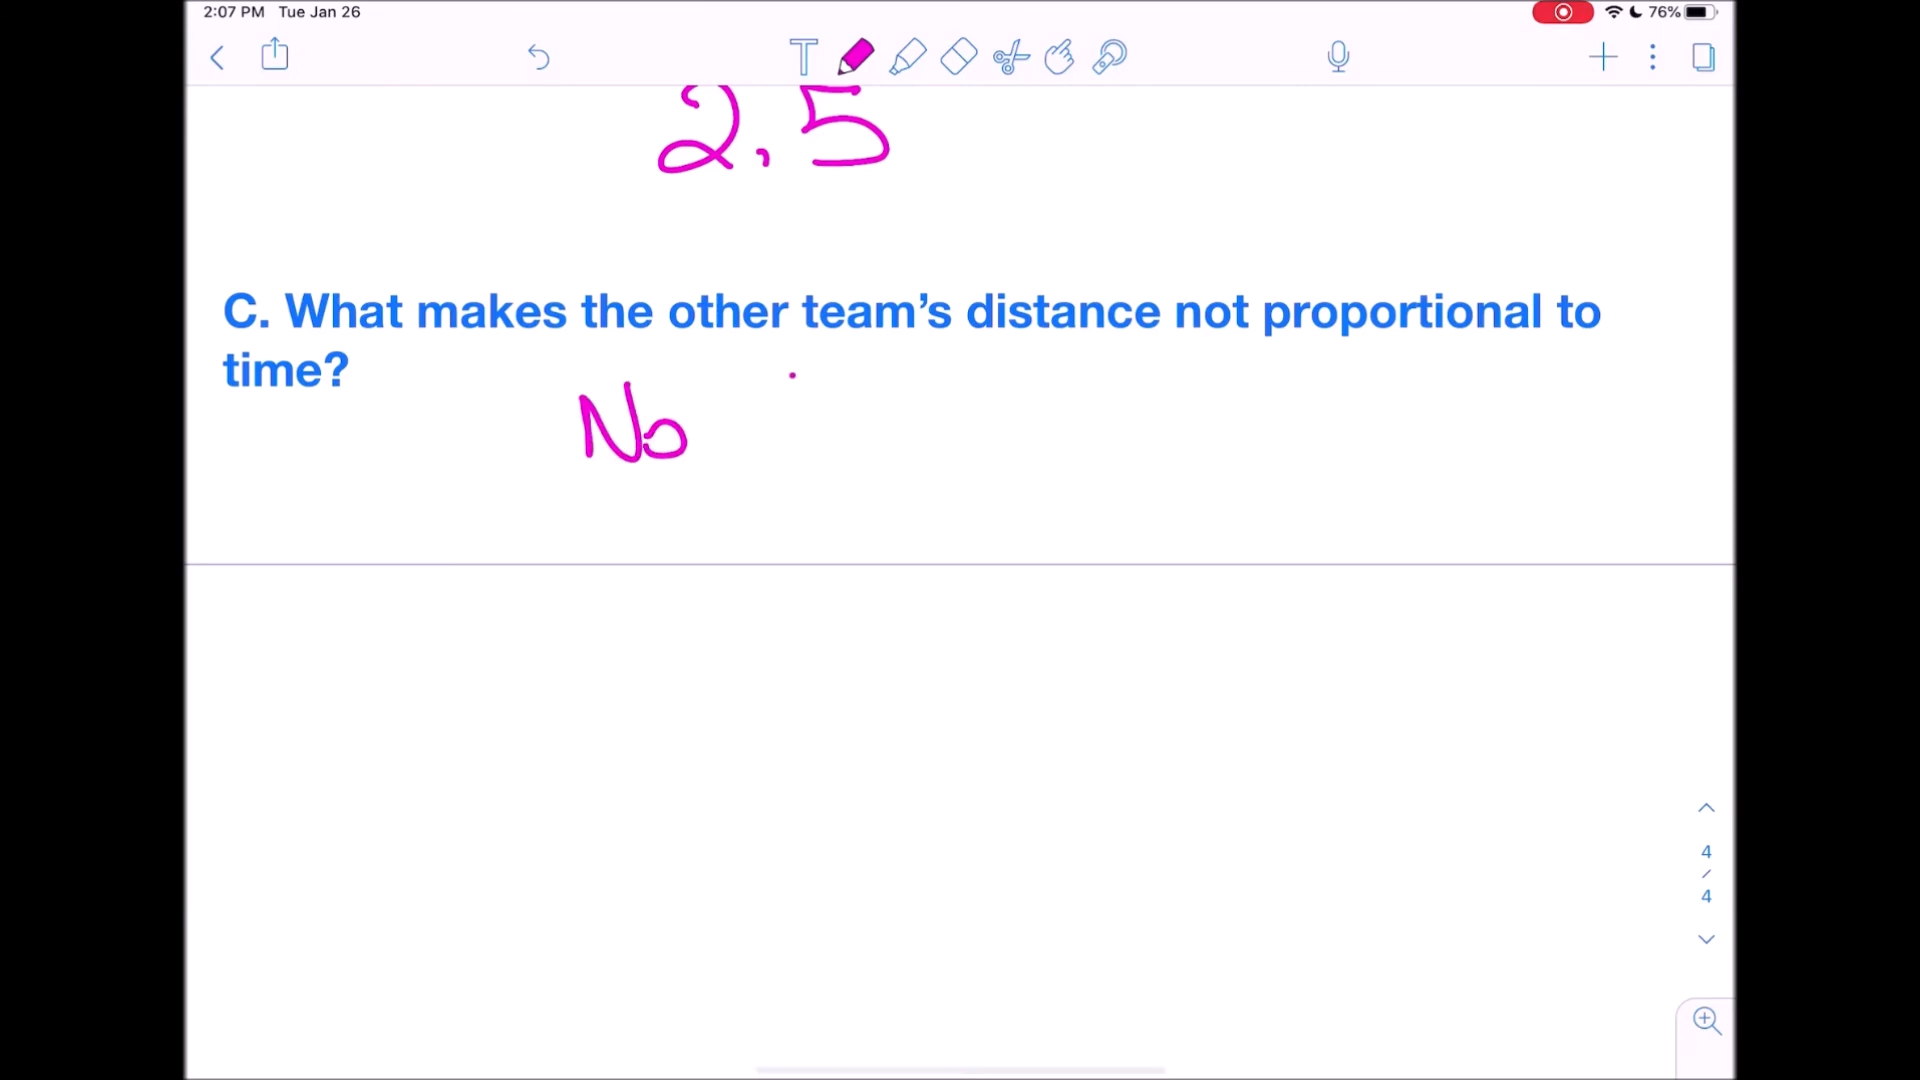 2:07 PM Tue Jan 26
76%
T
2.5
C. What makes the other team’s distance not proportional to
time?
No
4
/
4